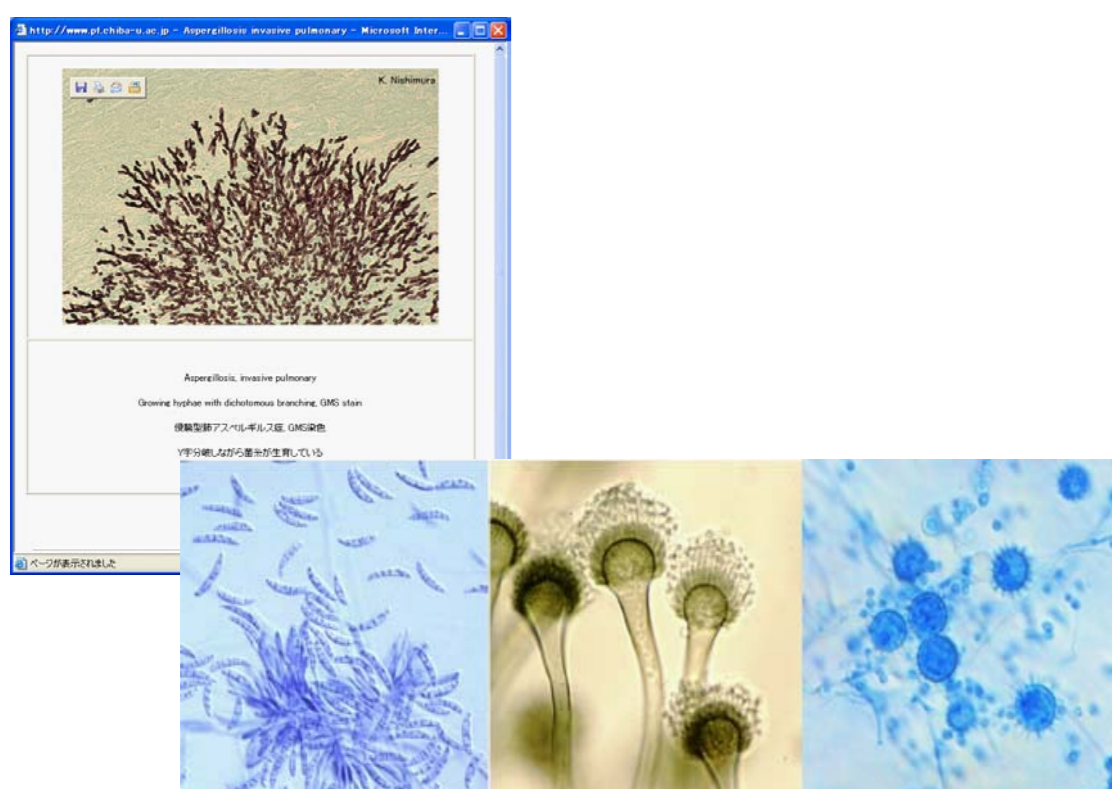 http://www.pf.chiba-u.ac.jp - Aspergillosis invasive pulmonary - Microsoft Inter...
K. Nishimura
Aspergillosis, invasive pulmonary
Growing hyphae with dichotomous branching, GMS stain
侵襲型肺アスペルギルス症, GMS染色
Y字分岐しながら菌糸が生育している
ページが表示されました